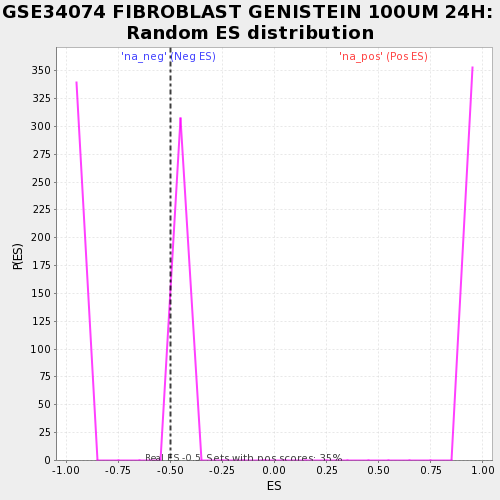 GSE34074 FIBROBLAST GENISTEIN 100UM 24H:
Random ES distribution
'na_neg' (Neg ES)
'na_pos' (Pos ES)
350
325
300
275
250
225
200
175
150
125
100
75
50
25
0
P(ES)
Real ES -0.5 Sets with pos scores: 35%
-1.00 -0.75 -0.50 -0.25 0.00 0.25 0.50 0.75 1.00
ES